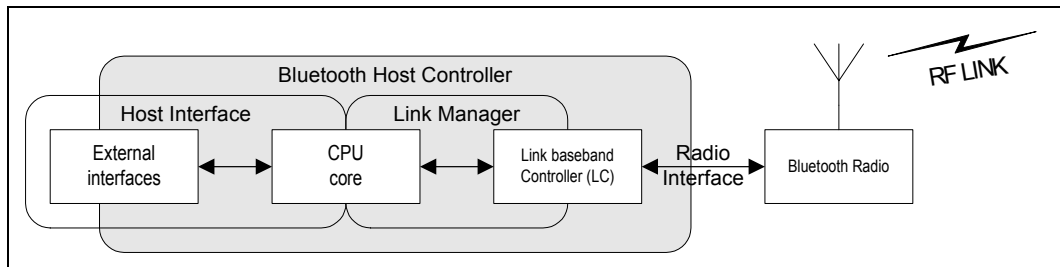 Bluetooth Host Controller
Host Interface
Link Manager
External
interfaces
CPU
core
Link baseband
Controller (LC)
Radio
Interface
Bluetooth Radio
RF LINK